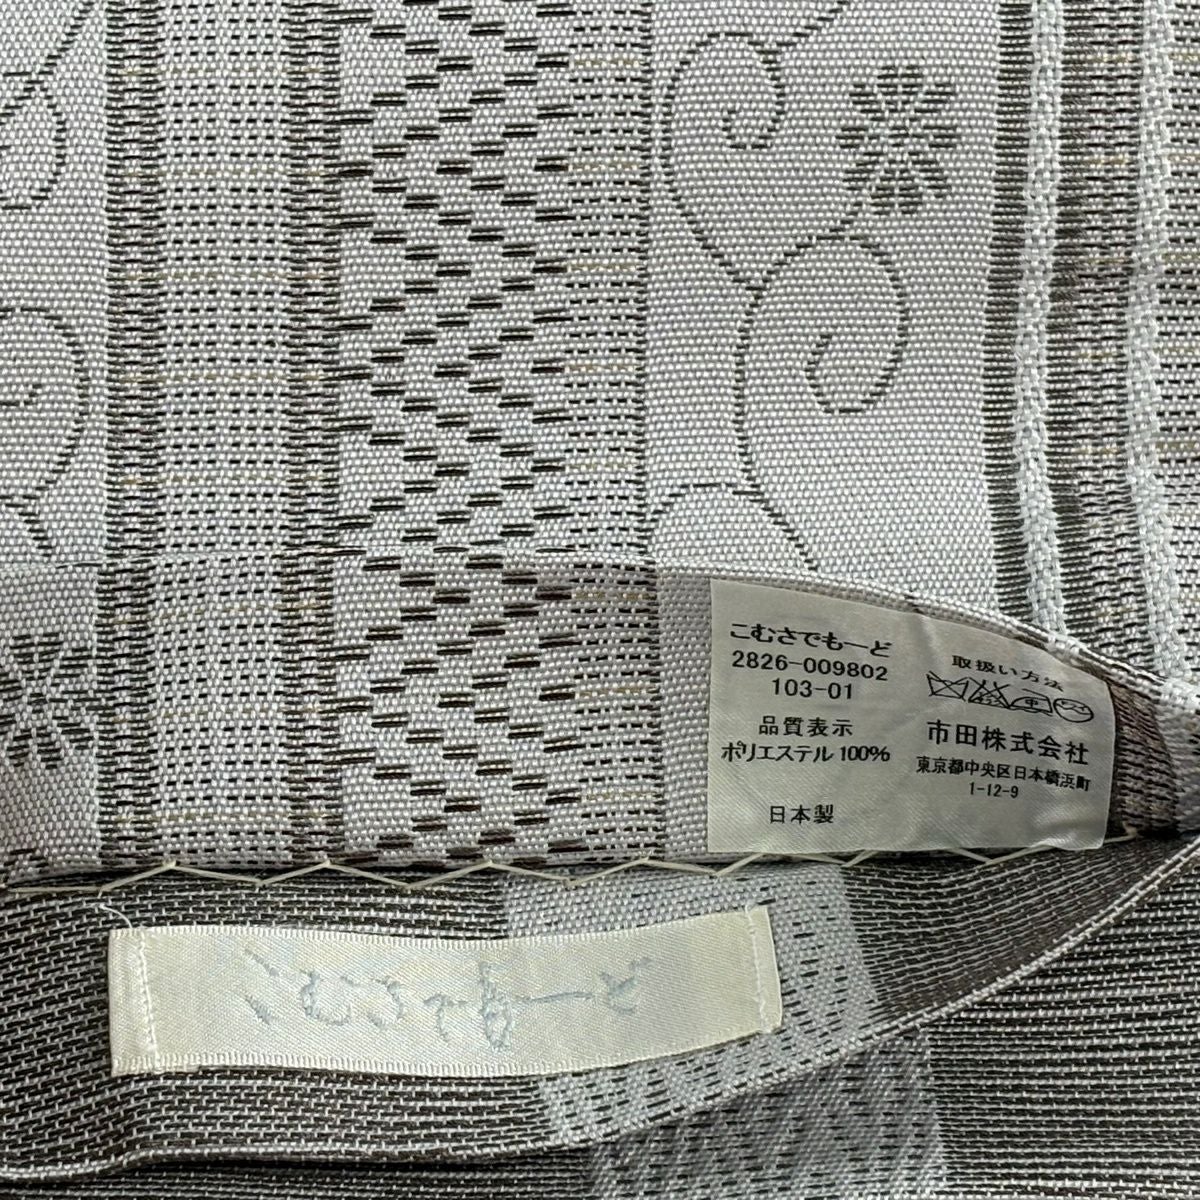 こむさでもーど
2826-009802
103-01
品質表示
ポリエステル 100%
日本製
取扱い方法
市田株式会社
東京都中央区日本橋浜町
1-12-9
こむさでもーど